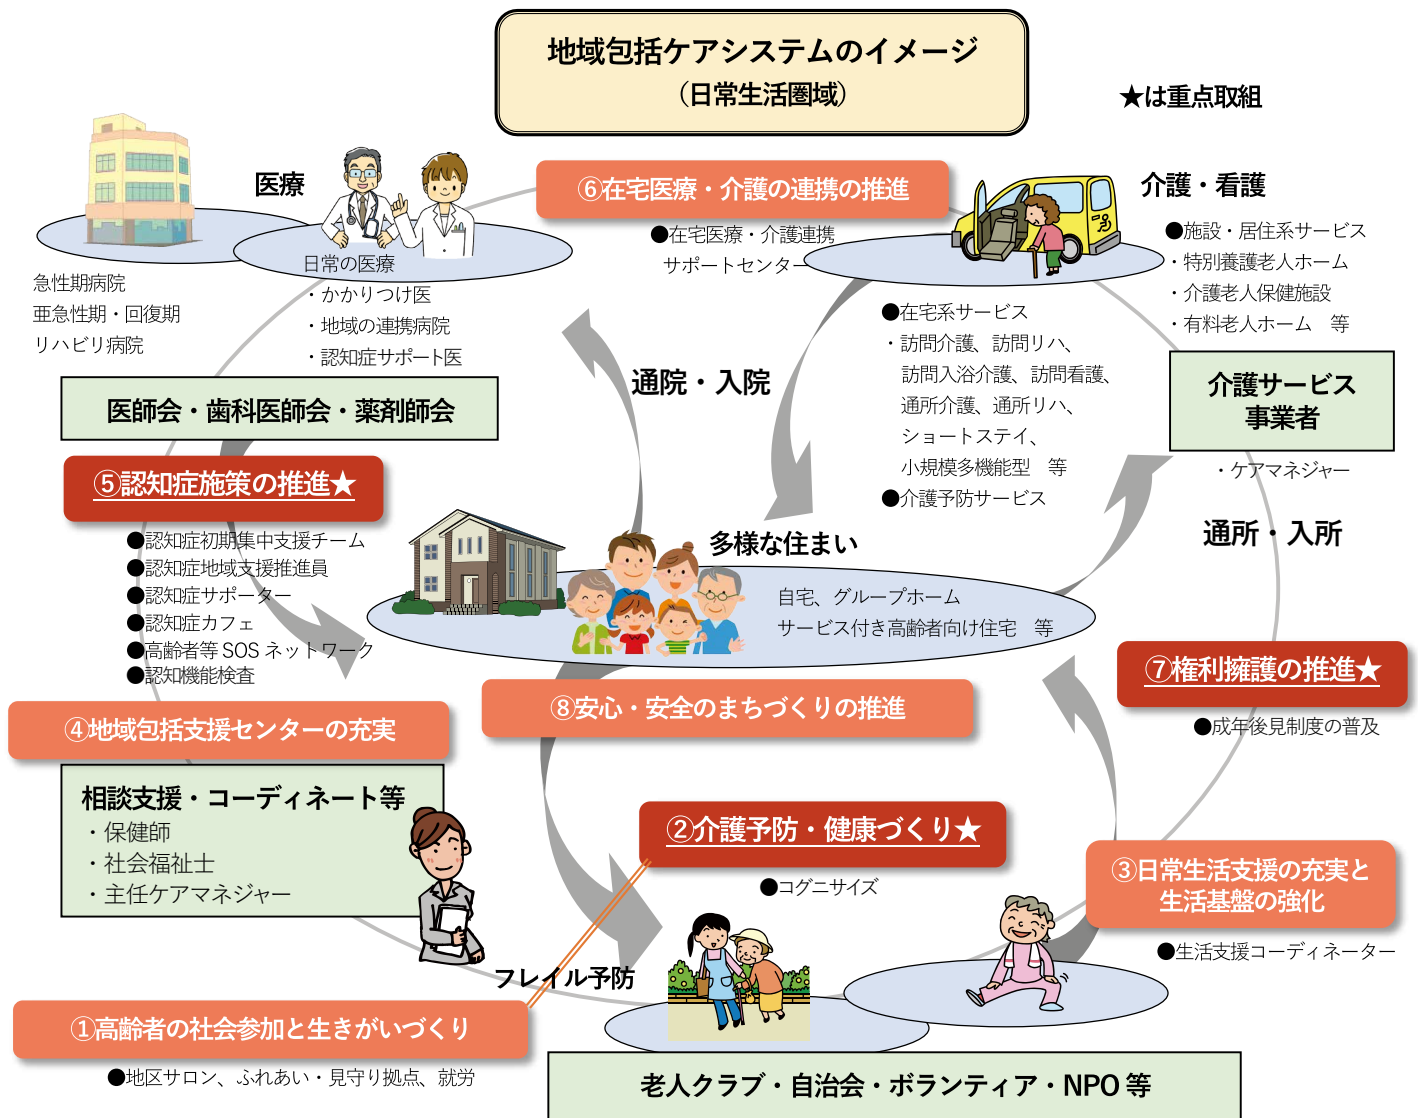 地域包括ケアシステムのイメージ
（日常生活圏域）
★は重点取組
医療
⑥在宅医療・介護の連携の推進
●在宅医療・介護連携
サポートセンター
介護・看護
●施設・居住系サービス
・特別養護老人ホーム
・介護老人保健施設
・有料老人ホーム　等
急性期病院
亜急性期・回復期
リハビリ病院
日常の医療
・かかりつけ医
・地域の連携病院
・認知症サポート医
●在宅系サービス
・訪問介護、訪問リハ、
訪問入浴介護、訪問看護、
通所介護、通所リハ、
ショートステイ、
小規模多機能型　等
●介護予防サービス
通院・入院
医師会・歯科医師会・薬剤師会
介護サービス
事業者
・ケアマネジャー
通所・入所
⑤認知症施策の推進★
●認知症初期集中支援チーム
●認知症地域支援推進員
●認知症サポーター
●認知症カフェ
●高齢者等 SOS ネットワーク
●認知機能検査
多様な住まい
自宅、グループホーム
サービス付き高齢者向け住宅　等
⑦権利擁護の推進★
●成年後見制度の普及
④地域包括支援センターの充実
⑧安心・安全のまちづくりの推進
相談支援・コーディネート等
・保健師
・社会福祉士
・主任ケアマネジャー
②介護予防・健康づくり★
●コグニサイズ
③日常生活支援の充実と
生活基盤の強化
●生活支援コーディネーター
フレイル予防
①高齢者の社会参加と生きがいづくり
●地区サロン、ふれあい・見守り拠点、就労
老人クラブ・自治会・ボランティア・NPO 等